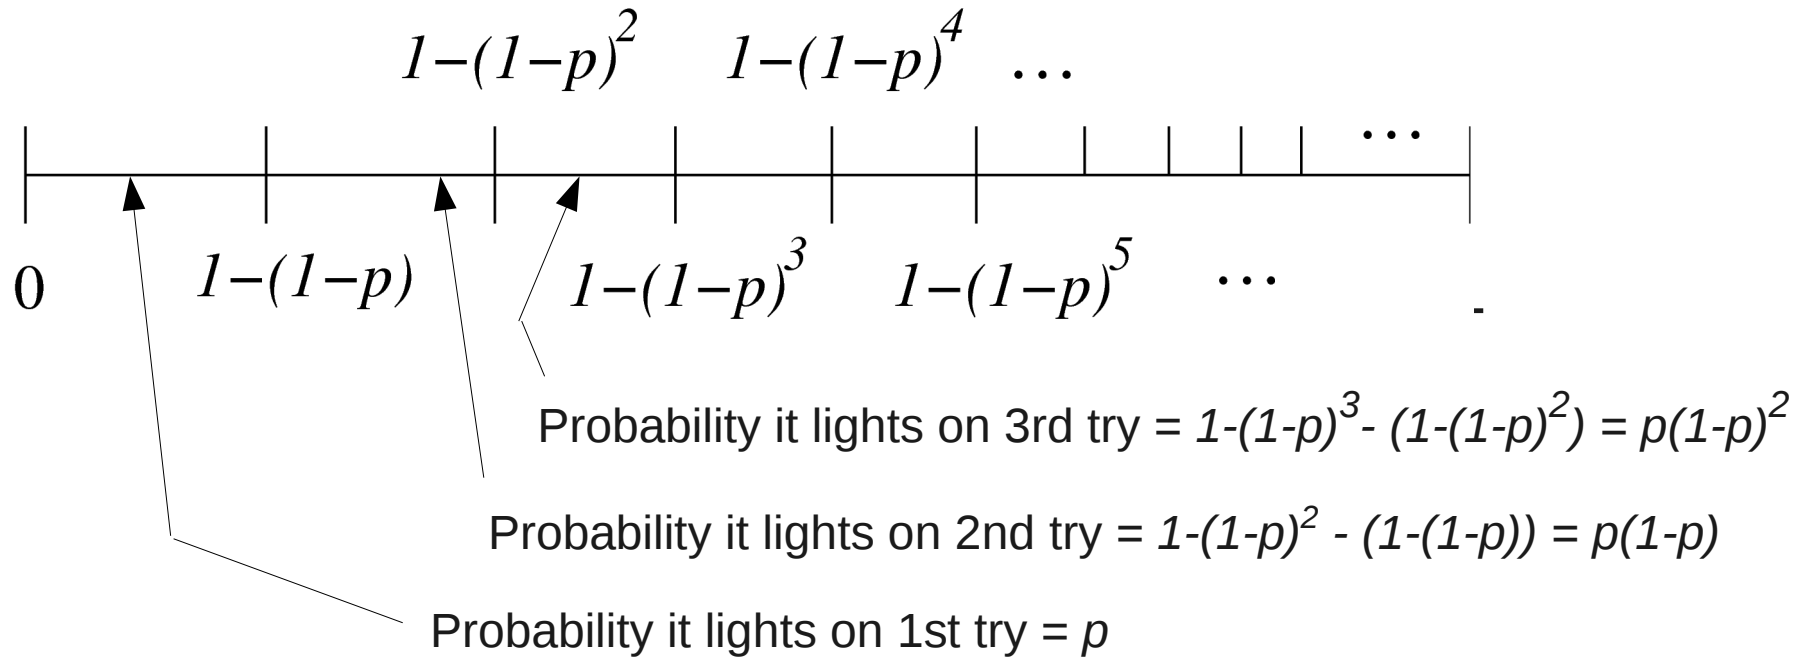 1–(1–p)² 1–(1–p)⁴ ...
...
0 1–(1–p) 1–(1–p)³ 1–(1–p)⁵ ...
-
Probability it lights on 3rd try = 1-(1-p)³- (1-(1-p)²) = p(1-p)²
Probability it lights on 2nd try = 1-(1-p)² - (1-(1-p)) = p(1-p)
Probability it lights on 1st try = p